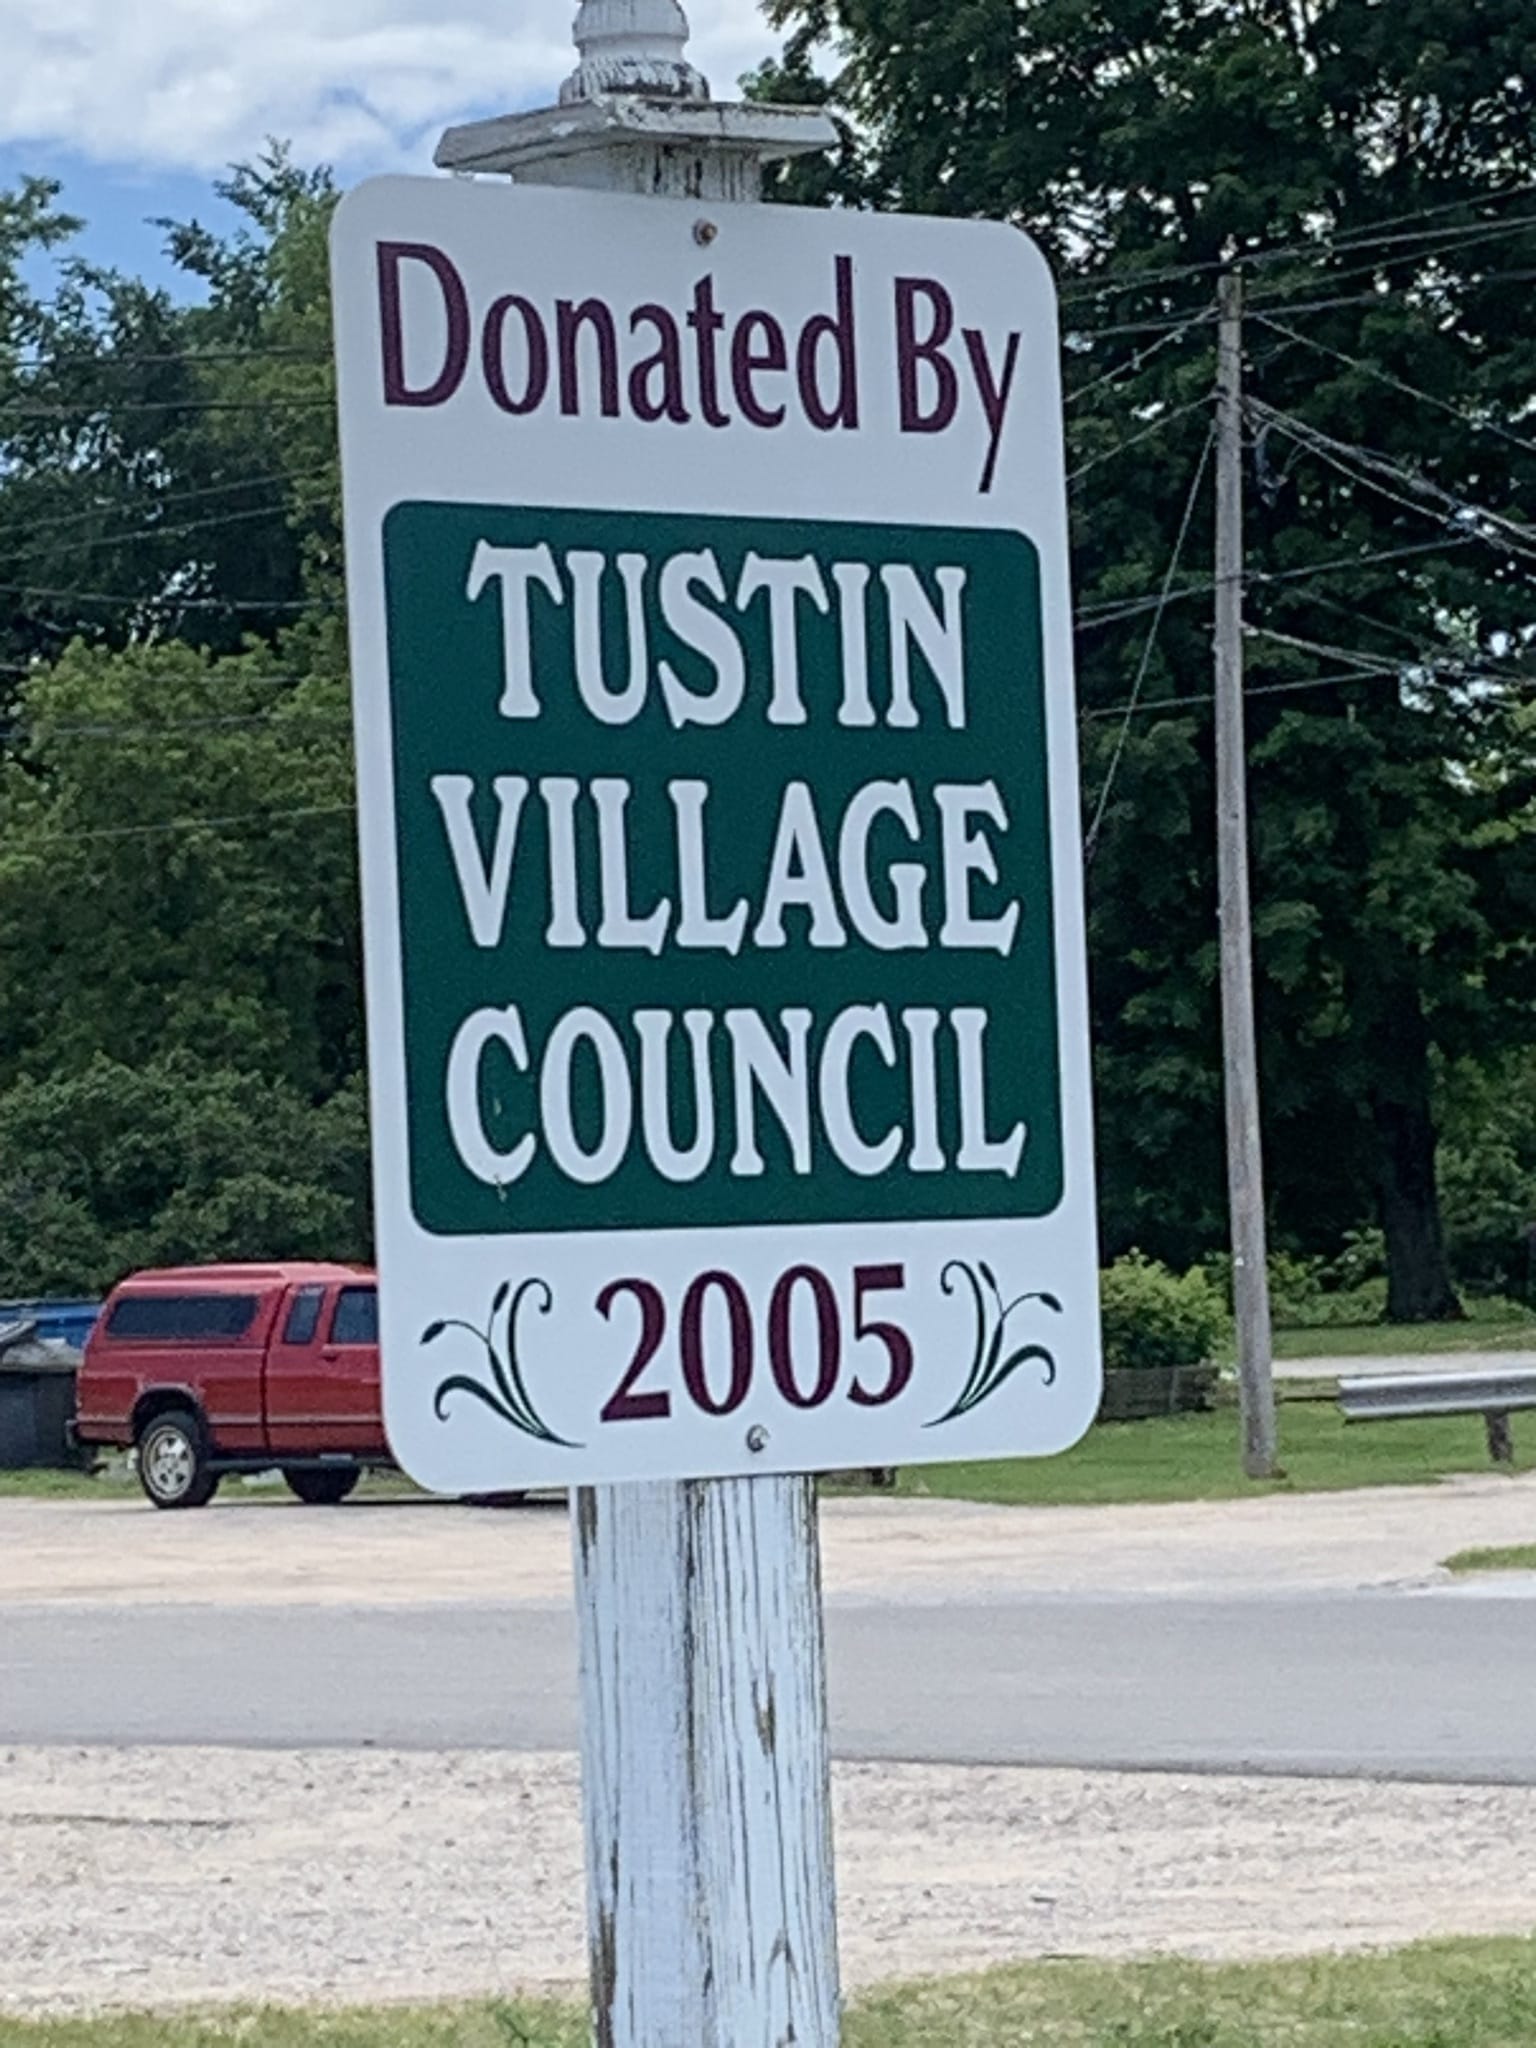 Donated By
TUSTIN
VILLAGE
COUNCIL
2005